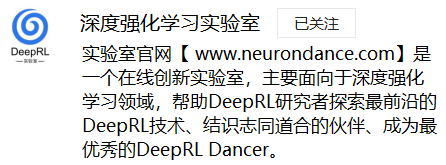 深度强化学习实验室
已关注
DeepRL
实验室
实验室官网【 www.neurondance.com】是
一个在线创新实验室，主要面向于深度强化
学习领域，帮助DeepRL研究者探索最前沿的
DeepRL技术、结识志同道合的伙伴、成为最
优秀的DeepRL Dancer。